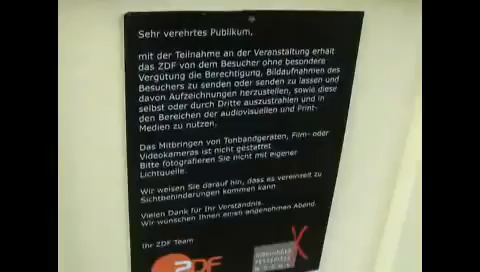 Sehr verehrtes Publikum,
mit der Teilnahme an der Veranstaltung erhält
das ZDF von dem Besucher ohne besondere
Vergütung die Berechtigung, Bildaufnahmen des
Besuchers zu senden oder senden zu lassen und
davon Aufzeichnungen herzustellen, sowie diese
selbst oder durch Dritte auszustrahlen und in
den Bereichen der audiovisuellen und Print-
Medien zu nutzen.
Das Mitbringen von Tonbandgeräten, Film- oder
Videokameras ist nicht gestattet
Bitte fotografieren Sie nicht mit eigener
Lichtquelle.
Wir weisen Sie darauf hin, dass es vereinzelt zu
Sichtbehinderungen kommen kann
Vielen Dank für Ihr Verständnis.
Wir wünschen Ihnen einen angenehmen Abend.
Ihr ZDF Team
ZDF